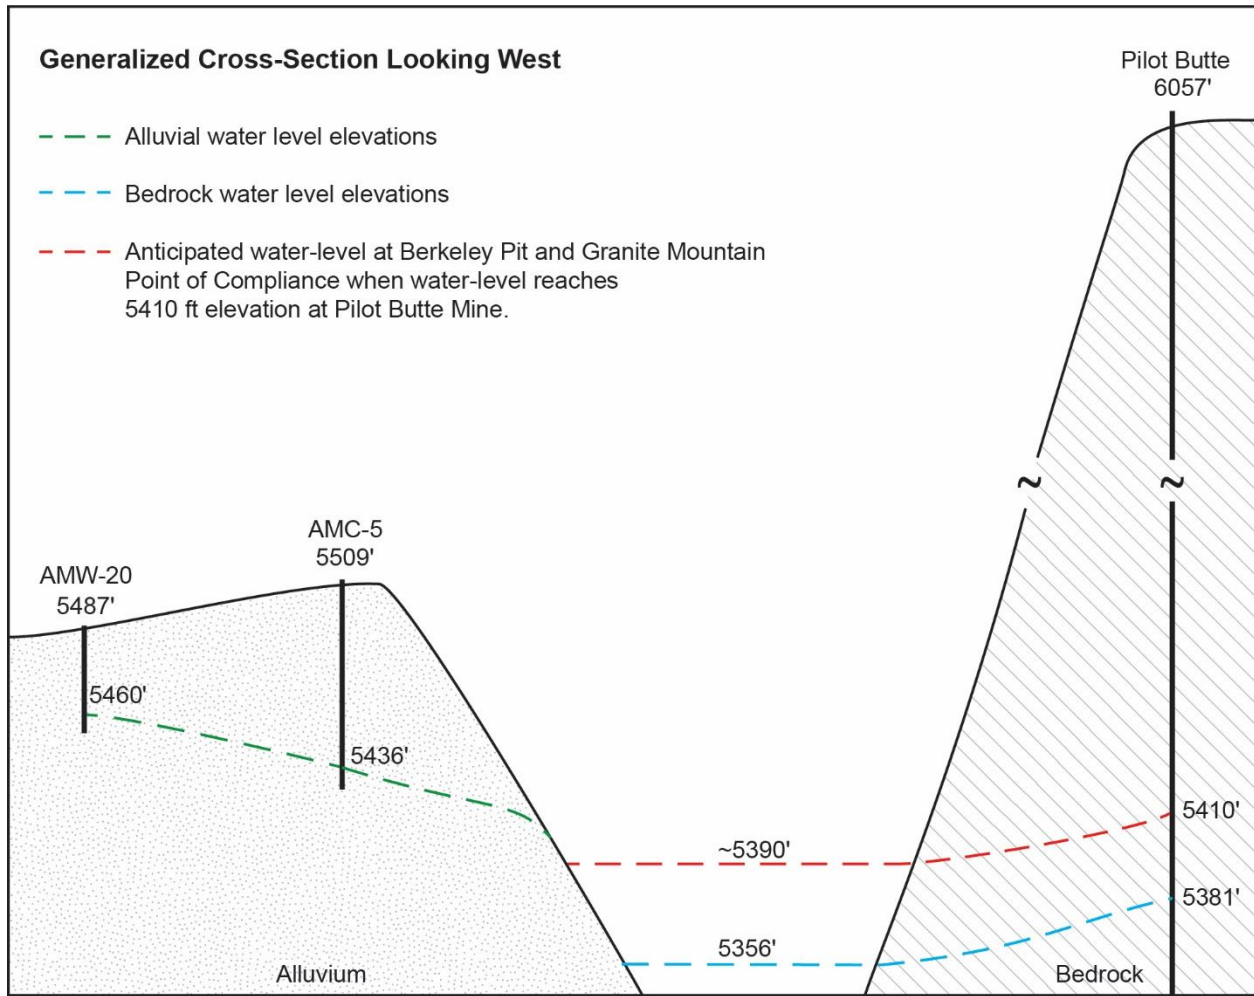 Generalized Cross-Section Looking West
Alluvial water level elevations
Bedrock water level elevations
Anticipated water-level at Berkeley Pit and Granite Mountain
Point of Compliance when water-level reaches
5410 ft elevation at Pilot Butte Mine.
Pilot Butte
6057'
AMC-5
5509'
AMW-20
5487'
5460'
5436'
5410'
~5390'
5381'
5356'
Alluvium
Bedrock